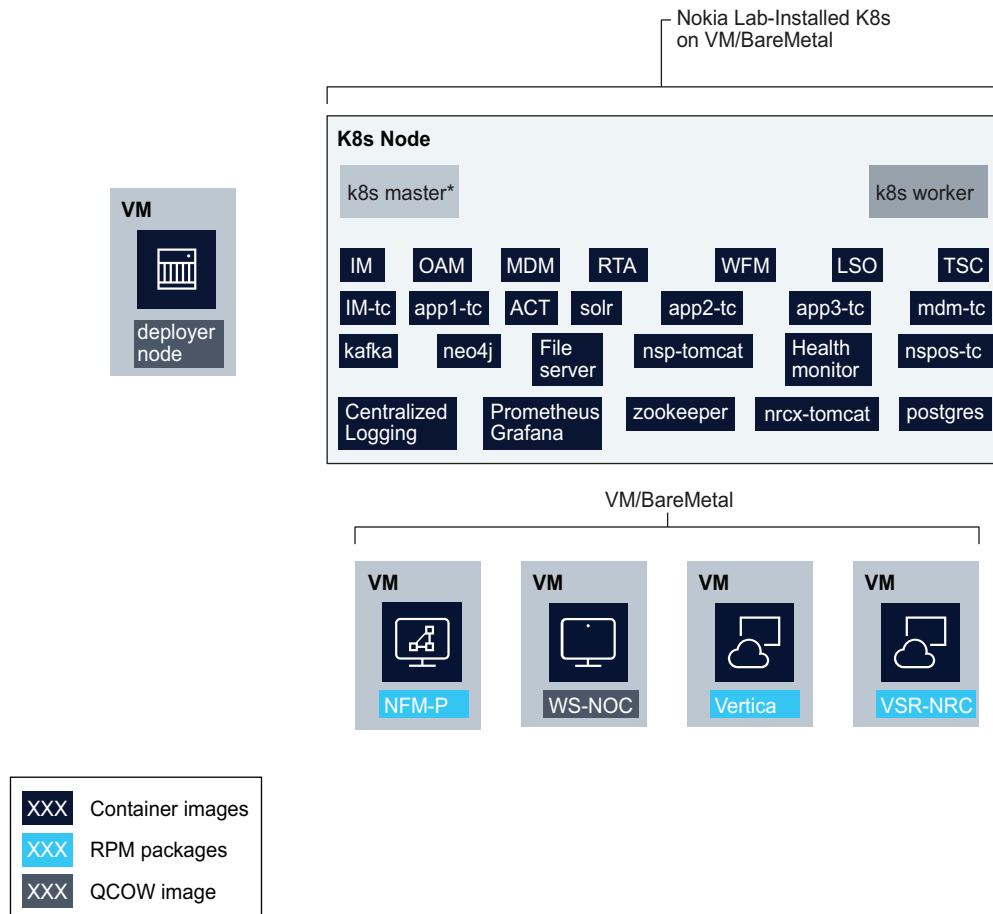 Nokia Lab-Installed K8s
on VM/BareMetal
K8s Node
k8s master*
k8s worker
VM
deployer
node
IM OAM MDM RTA WFM LSO TSC
IM-tc app1-tc ACT solr app2-tc app3-tc mdm-tc
kafka neo4j File
server nsp-tomcat Health
monitor nspos-tc
Centralized
Logging Prometheus
Grafana zookeeper nrcx-tomcat postgres
VM/BareMetal
VM VM VM VM
NFM-P WS-NOC Vertica VSR-NRC
XXX Container images
XXX RPM packages
XXX QCOW image